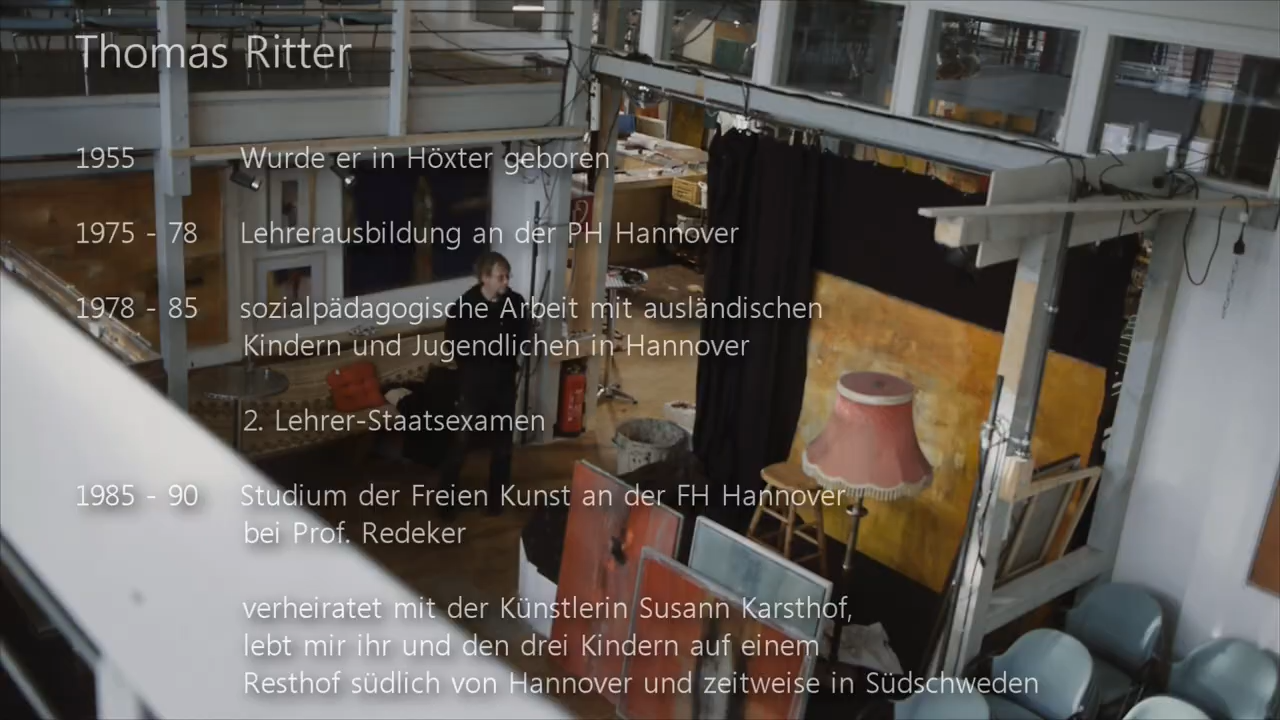 Thomas Ritter
1955 Wurde er in Höxter geboren
1975 - 78 Lehrerausbildung an der PH Hannover
1978 - 85 sozialpädagogische Arbeit mit ausländischen
Kindern und Jugendlichen in Hannover
2. Lehrer-Staatsexamen
1985 - 90 Studium der Freien Kunst an der FH Hannover
bei Prof. Redeker
verheiratet mit der Künstlerin Susann Karsthof,
lebt mir ihr und den drei Kindern auf einem
Resthof südlich von Hannover und zeitweise in Südschweden